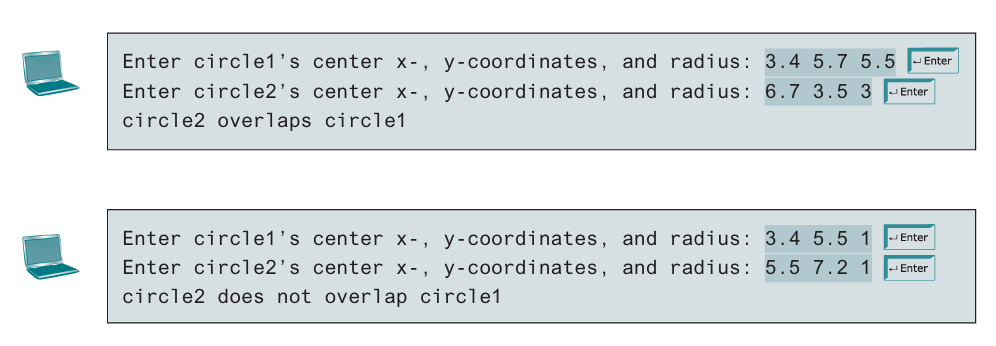 Enter circle1’s center x-, y-coordinates, and radius: 3.4 5.7 5.5 ↵Enter
Enter circle2’s center x-, y-coordinates, and radius: 6.7 3.5 3 ↵Enter
circle2 overlaps circle1
Enter circle1’s center x-, y-coordinates, and radius: 3.4 5.5 1 ↵Enter
Enter circle2’s center x-, y-coordinates, and radius: 5.5 7.2 1 ↵Enter
circle2 does not overlap circle1